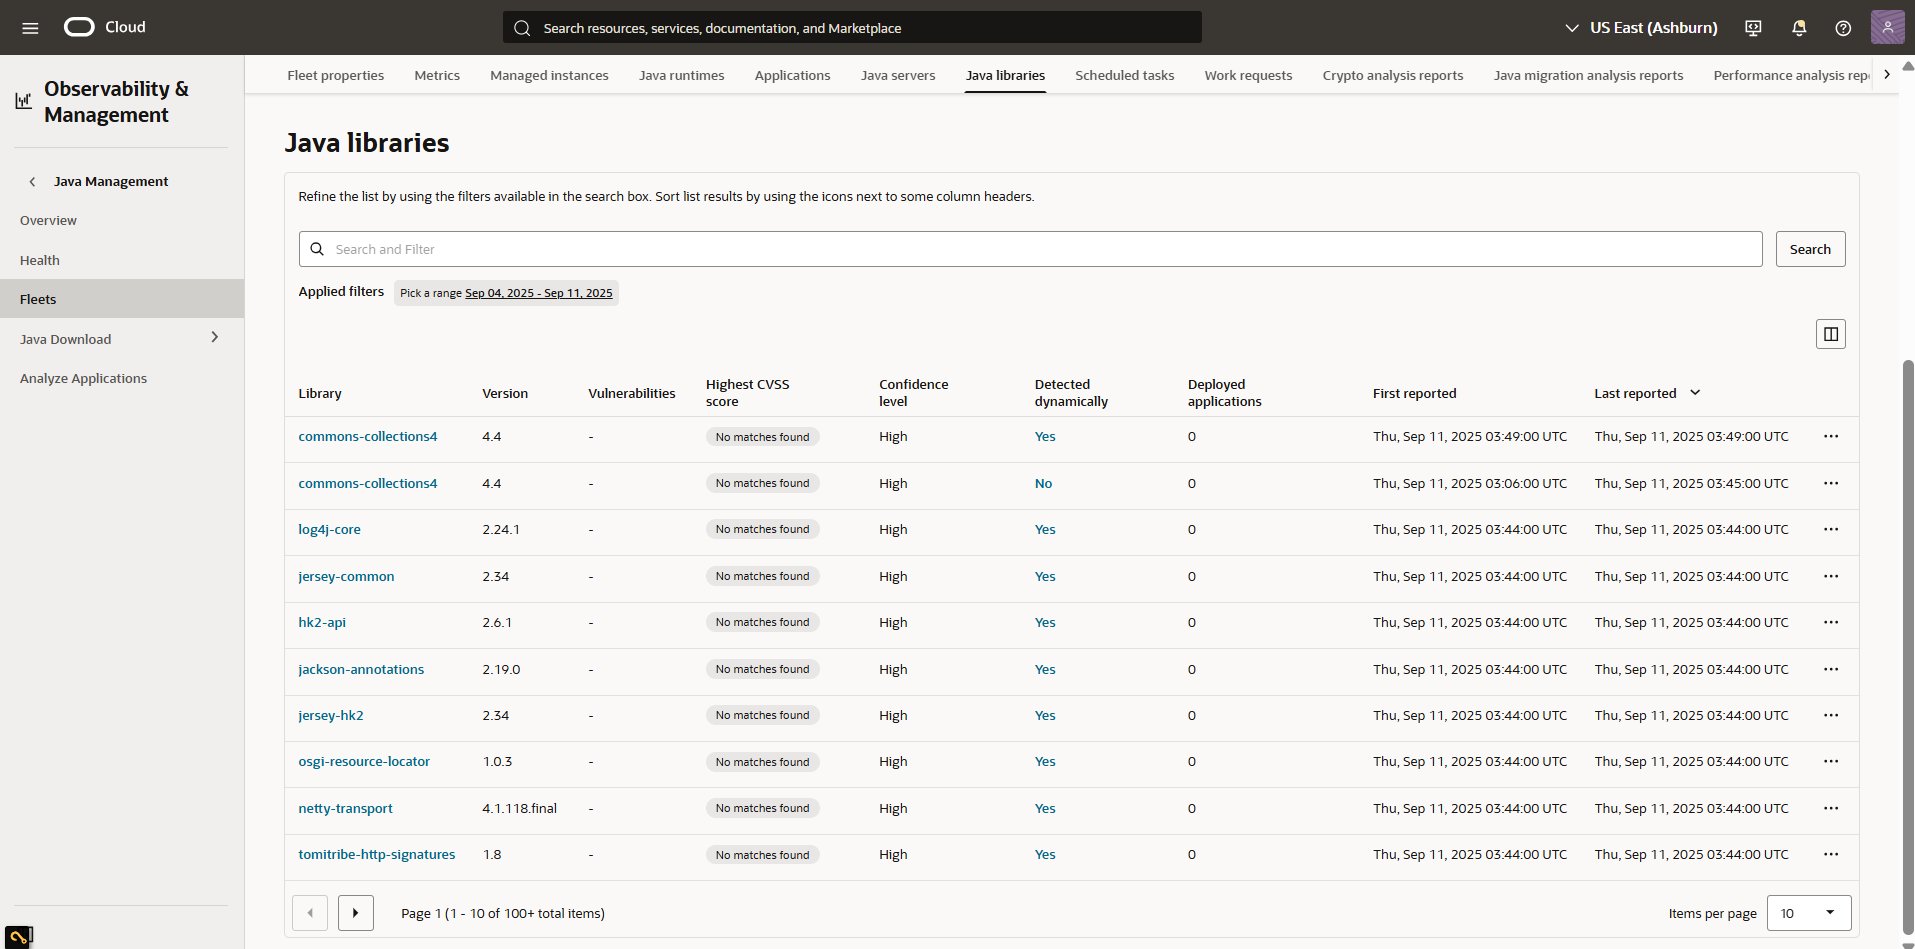 Cloud
Search resources, services, documentation, and Marketplace
US East (Ashburn)
Observability & Management
Java Management
Overview
Health
Fleets
Java Download
Analyze Applications
Fleet properties Metrics Managed instances Java runtimes Applications Java servers Java libraries Scheduled tasks Work requests Crypto analysis reports Java migration analysis reports Performance analysis rep
Java libraries
Refine the list by using the filters available in the search box. Sort list results by using the icons next to some column headers.
Search and Filter
Search
Applied filters Pick a range Sep 04, 2025 - Sep 11, 2025
Library Version Vulnerabilities Highest CVSS score Confidence level Detected dynamically Deployed applications First reported Last reported
commons-collections4 4.4 - No matches found High Yes 0 Thu, Sep 11, 2025 03:49:00 UTC Thu, Sep 11, 2025 03:49:00 UTC
commons-collections4 4.4 - No matches found High No 0 Thu, Sep 11, 2025 03:06:00 UTC Thu, Sep 11, 2025 03:45:00 UTC
log4j-core 2.24.1 - No matches found High Yes 0 Thu, Sep 11, 2025 03:44:00 UTC Thu, Sep 11, 2025 03:44:00 UTC
jersey-common 2.34 - No matches found High Yes 0 Thu, Sep 11, 2025 03:44:00 UTC Thu, Sep 11, 2025 03:44:00 UTC
hk2-api 2.6.1 - No matches found High Yes 0 Thu, Sep 11, 2025 03:44:00 UTC Thu, Sep 11, 2025 03:44:00 UTC
jackson-annotations 2.19.0 - No matches found High Yes 0 Thu, Sep 11, 2025 03:44:00 UTC Thu, Sep 11, 2025 03:44:00 UTC
jersey-hk2 2.34 - No matches found High Yes 0 Thu, Sep 11, 2025 03:44:00 UTC Thu, Sep 11, 2025 03:44:00 UTC
osgi-resource-locator 1.0.3 - No matches found High Yes 0 Thu, Sep 11, 2025 03:44:00 UTC Thu, Sep 11, 2025 03:44:00 UTC
netty-transport 4.1.118.final - No matches found High Yes 0 Thu, Sep 11, 2025 03:44:00 UTC Thu, Sep 11, 2025 03:44:00 UTC
tomitribe-http-signatures 1.8 - No matches found High Yes 0 Thu, Sep 11, 2025 03:44:00 UTC Thu, Sep 11, 2025 03:44:00 UTC
Page 1 (1 - 10 of 100+ total items)
Items per page 10